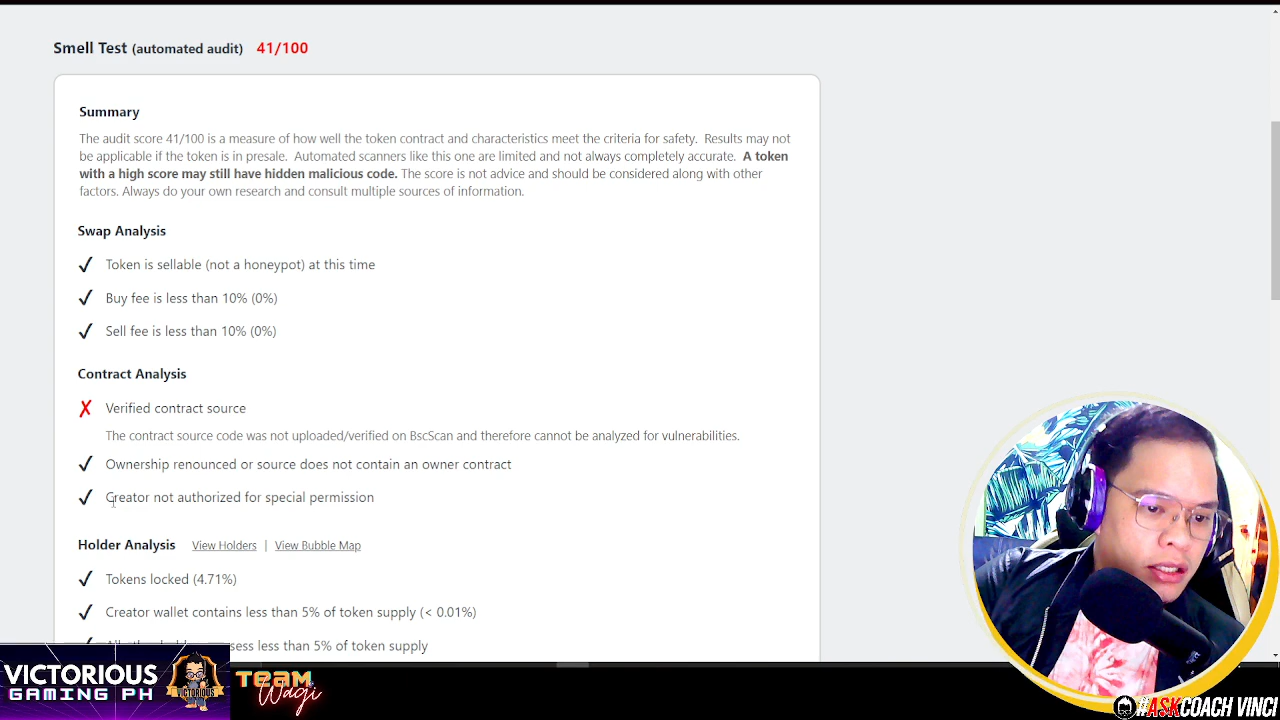 Smell Test (automated audit) 41/100
Summary
The audit score 41/100 is a measure of how well the token contract and characteristics meet the criteria for safety. Results may not
be applicable if the token is in presale. Automated scanners like this one are limited and not always completely accurate. A token
with a high score may still have hidden malicious code. The score is not advice and should be considered along with other
factors. Always do your own research and consult multiple sources of information.
Swap Analysis
Token is sellable (not a honeypot) at this time
Buy fee is less than 10% (0%)
Sell fee is less than 10% (0%)
Contract Analysis
Verified contract source
The contract source code was not uploaded/verified on BscScan and therefore cannot be analyzed for vulnerabilities.
Ownership renounced or source does not contain an owner contract
Creator not authorized for special permission
Holder Analysis View Holders | View Bubble Map
Tokens locked (4.71%)
Creator wallet contains less than 5% of token supply (< 0.01%)
less than 5% of token supply
VICTORIOUS
GAMING PH
VICTORIOUS
TEAM
Wagi
#ASKCOACH VINCI